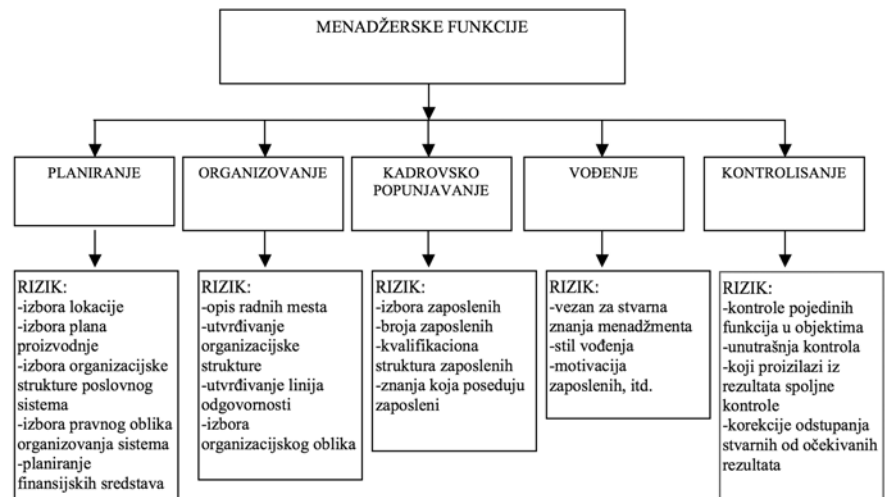 MENADŽERSKE FUNKCIJE
PLANIRANJE
ORGANIZOVANJE
KADROVSKO
POPUNJAVANJE
VOĐENJE
KONTROLISANJE
RIZIK:
-izbora lokacije
-izbora plana
proizvodnje
-izbora organizacijske
strukture poslovnog
sistema
-izbora pravnog oblika
organizovanja sistema
-planiranje
finansijskih sredstava
RIZIK:
-opis radnih mesta
-utvrđivanje
organizacijske
strukture
-utvrđivanje linija
odgovornosti
-izbora
organizacijskog oblika
RIZIK:
-izbora zaposlenih
-broja zaposlenih
-kvalifikaciona
struktura zaposlenih
-znanja koja poseduju
zaposleni
RIZIK:
-vezan za stvarna
znanja menadžmenta
-stil vođenja
-motivacija
zaposlenih, itd.
RIZIK:
-kontrole pojedinih
funkcija u objektima
-unutrašnja kontrola
-koji proizilazi iz
rezultata spoljne
kontrole
-korekcije odstupanja
stvarnih od očekivanih
rezultata